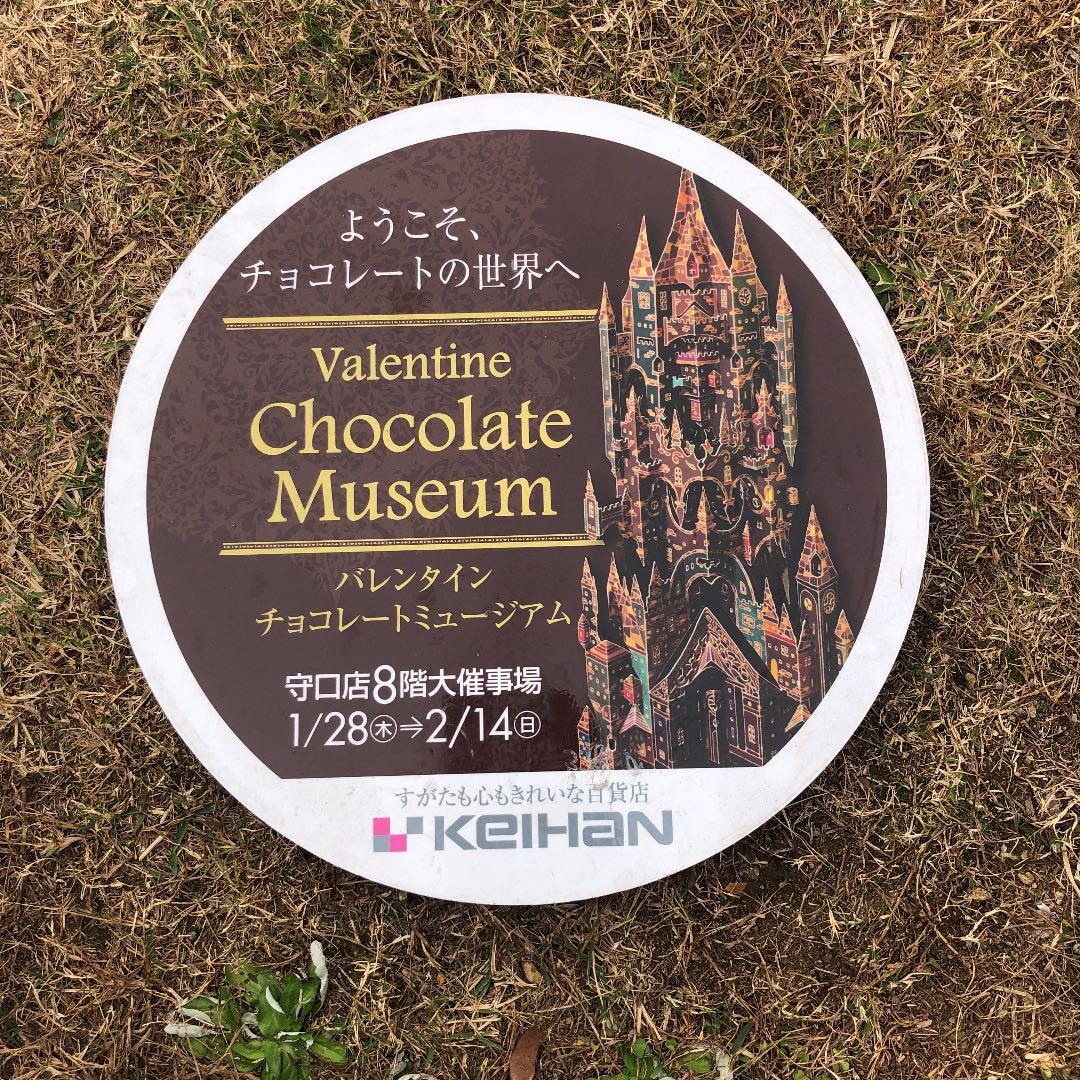 ようこそ、
チョコレートの世界へ
Valentine
Chocolate
Museum
バレンタイン
チョコレートミュージアム
守口店8階大催事場
1/28㊍⇒2/14㊐
すがたも心もきれいな百貨店
KEIHAN